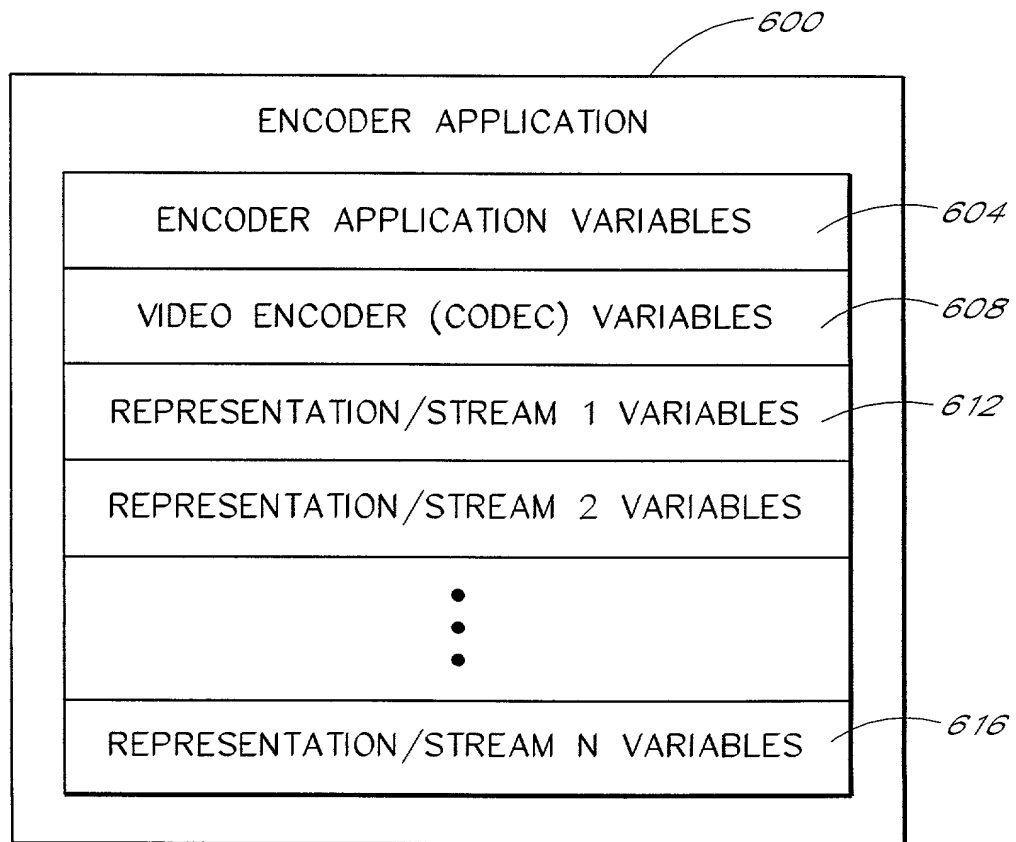 600
ENCODER APPLICATION
ENCODER APPLICATION VARIABLES
604
VIDEO ENCODER (CODEC) VARIABLES
608
REPRESENTATION/STREAM 1 VARIABLES
612
REPRESENTATION/STREAM 2 VARIABLES
REPRESENTATION/STREAM N VARIABLES
616